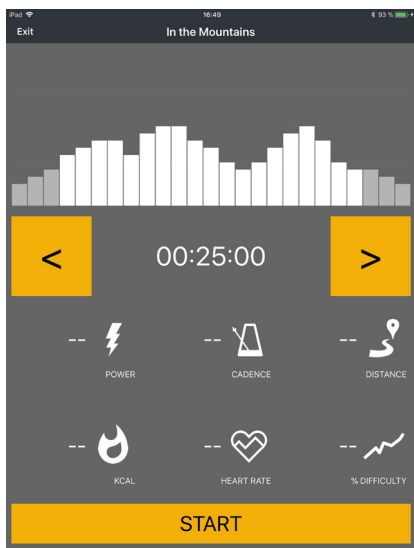 iPad 16:49 93 %
Exit In the Mountains
< 00:25:00 >
-- -- --
POWER CADENCE DISTANCE
-- -- --
KCAL HEART RATE % DIFFICULTY
START